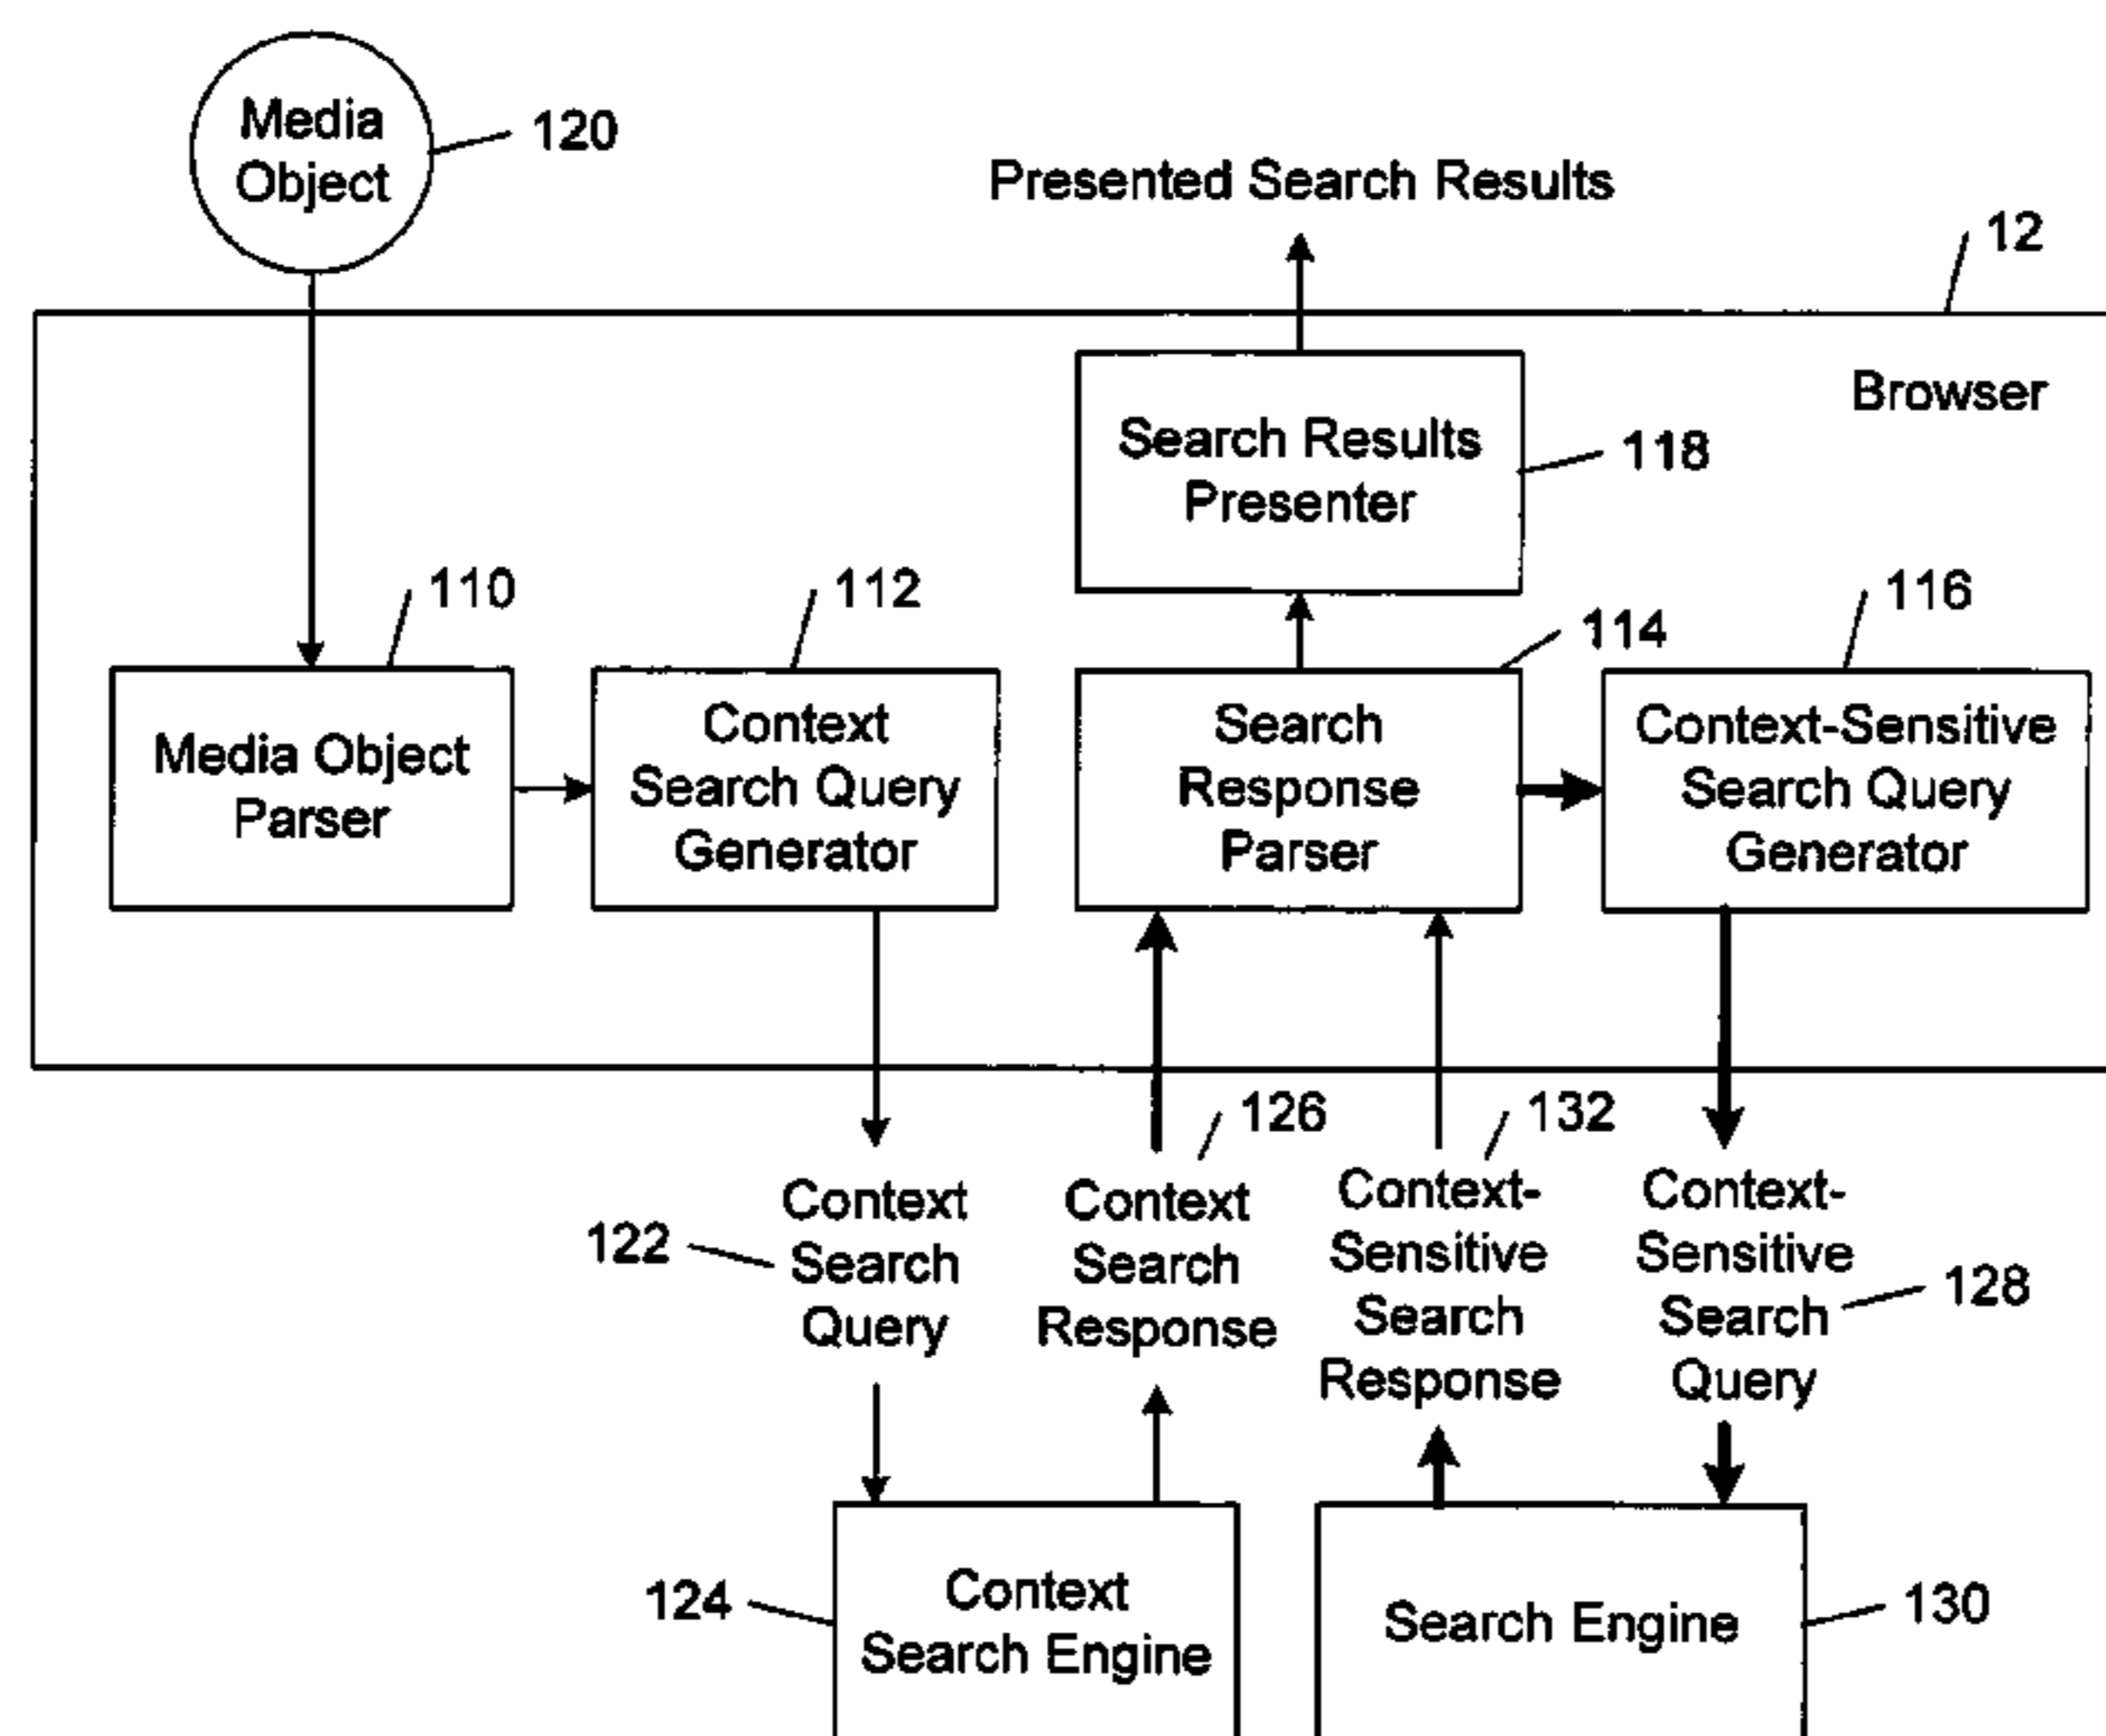 Media
Object
120
Presented Search Results
12
Browser
Search Results
Presenter
118
110
112
114
116
Media Object
Parser
Context
Search Query
Generator
Search
Response
Parser
Context-Sensitive
Search Query
Generator
126
132
122
Context
Search
Query
Context
Search
Response
Context-
Sensitive
Search
Response
Context-
Sensitive
Search
Query
128
124
Context
Search Engine
Search Engine
130